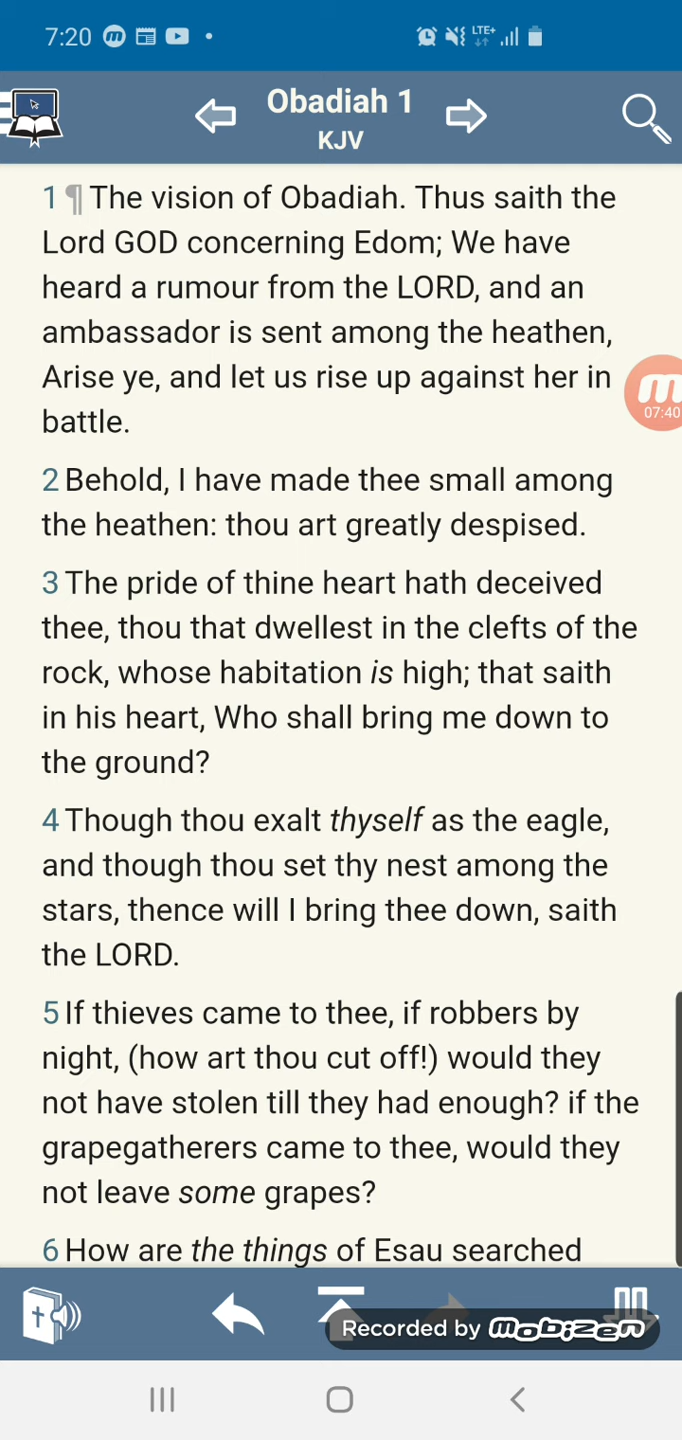 7:20
LTE+
Obadiah 1
KJV
1 ¶ The vision of Obadiah. Thus saith the
Lord GOD concerning Edom; We have
heard a rumour from the LORD, and an
ambassador is sent among the heathen,
Arise ye, and let us rise up against her in
battle.
07:40
2 Behold, I have made thee small among
the heathen: thou art greatly despised.
3 The pride of thine heart hath deceived
thee, thou that dwellest in the clefts of the
rock, whose habitation is high; that saith
in his heart, Who shall bring me down to
the ground?
4 Though thou exalt thyself as the eagle,
and though thou set thy nest among the
stars, thence will I bring thee down, saith
the LORD.
5 If thieves came to thee, if robbers by
night, (how art thou cut off!) would they
not have stolen till they had enough? if the
grapegatherers came to thee, would they
not leave some grapes?
6 How are the things of Esau searched
Recorded by mobizen